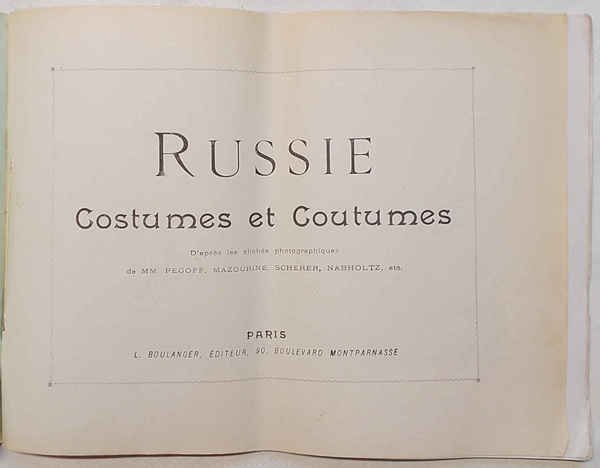 RUSSIE
Costumes et Coutumes
D'après les clichés photographiques
de MM. PEGOFF, MAZOURINE, SCHERER, NABHOLTZ, etc.
PARIS
L. BOULANGER, ÉDITEUR, 90, BOULEVARD MONTPARNASSE